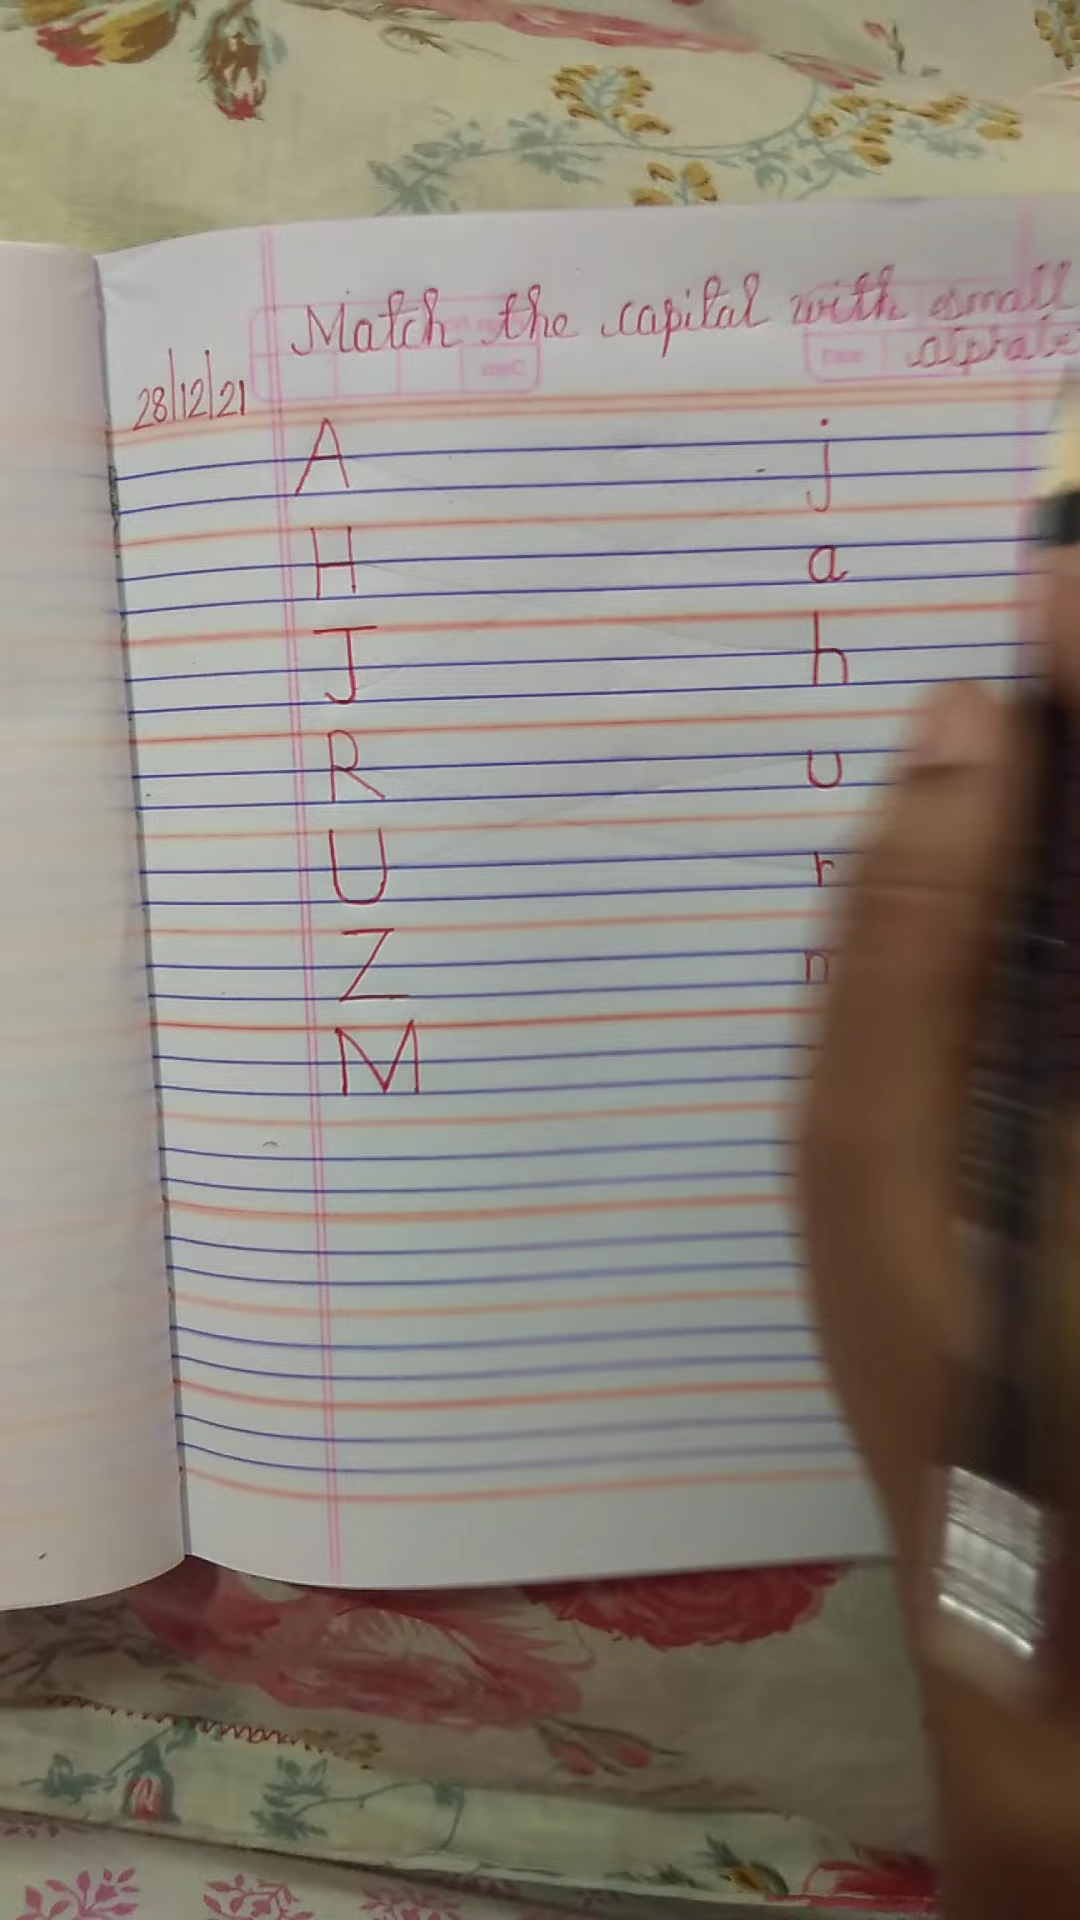 Match the capital with small
28/12/21
A j
H a
J h
R u
U r
Z
M